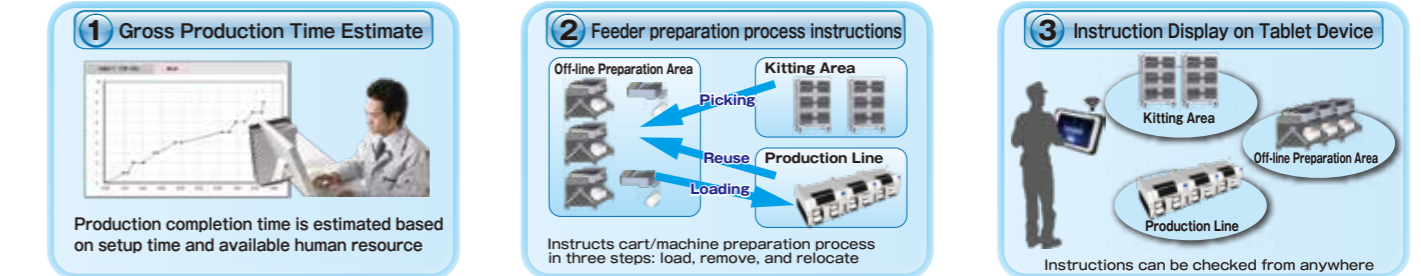 1 Gross Production Time Estimate
Production completion time is estimated based
on setup time and available human resource
2 Feeder preparation process instructions
Off-line Preparation Area
Kitting Area
Picking
Reuse
Production Line
Loading
Instructs cart/machine preparation process
in three steps: load, remove, and relocate
3 Instruction Display on Tablet Device
Kitting Area
Off-line Preparation Area
Production Line
Instructions can be checked from anywhere